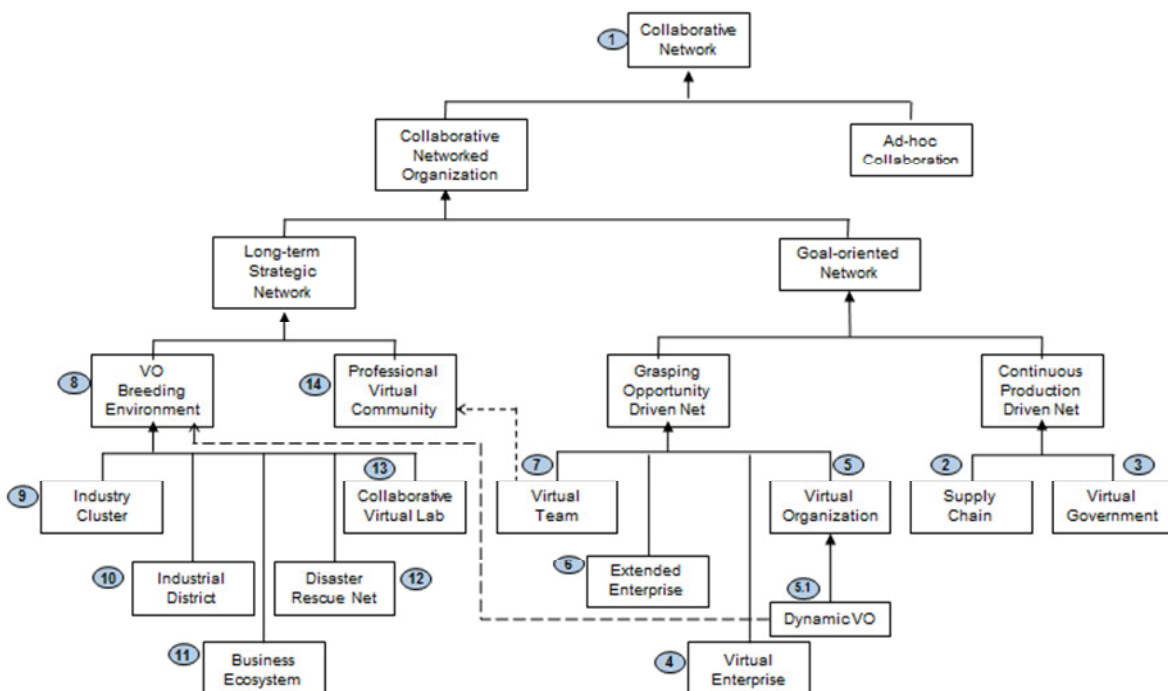 1
Collaborative
Network
Collaborative
Networked
Organization
Ad-hoc
Collaboration
Long-term
Strategic
Network
Goal-oriented
Network
8
VO
Breeding
Environment
14
Professional
Virtual
Community
Grasping
Opportunity
Driven Net
Continuous
Production
Driven Net
9
Industry
Cluster
13
Collaborative
Virtual Lab
7
Virtual
Team
5
Virtual
Organization
2
Supply
Chain
3
Virtual
Government
10
Industrial
District
Disaster
Rescue Net
12
6
Extended
Enterprise
5.1
Dynamic VO
11
Business
Ecosystem
4
Virtual
Enterprise